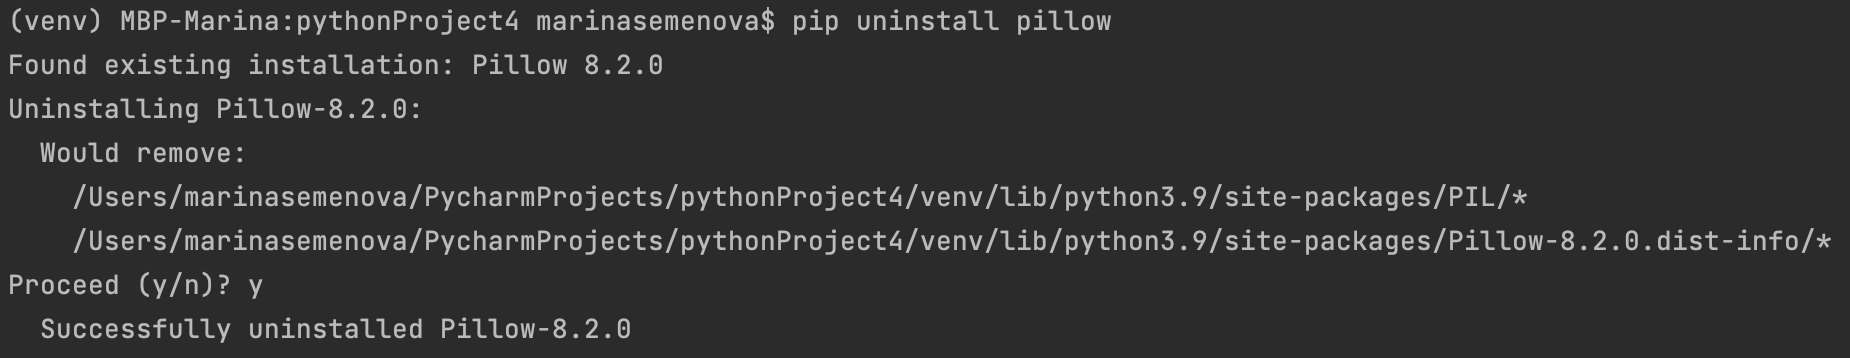 (venv) MBP-Marina:pythonProject4 marinasemenova$ pip uninstall pillow
Found existing installation: Pillow 8.2.0
Uninstalling Pillow-8.2.0:
  Would remove:
    /Users/marinasemenova/PycharmProjects/pythonProject4/venv/lib/python3.9/site-packages/PIL/*
    /Users/marinasemenova/PycharmProjects/pythonProject4/venv/lib/python3.9/site-packages/Pillow-8.2.0.dist-info/*
Proceed (y/n)? y
  Successfully uninstalled Pillow-8.2.0